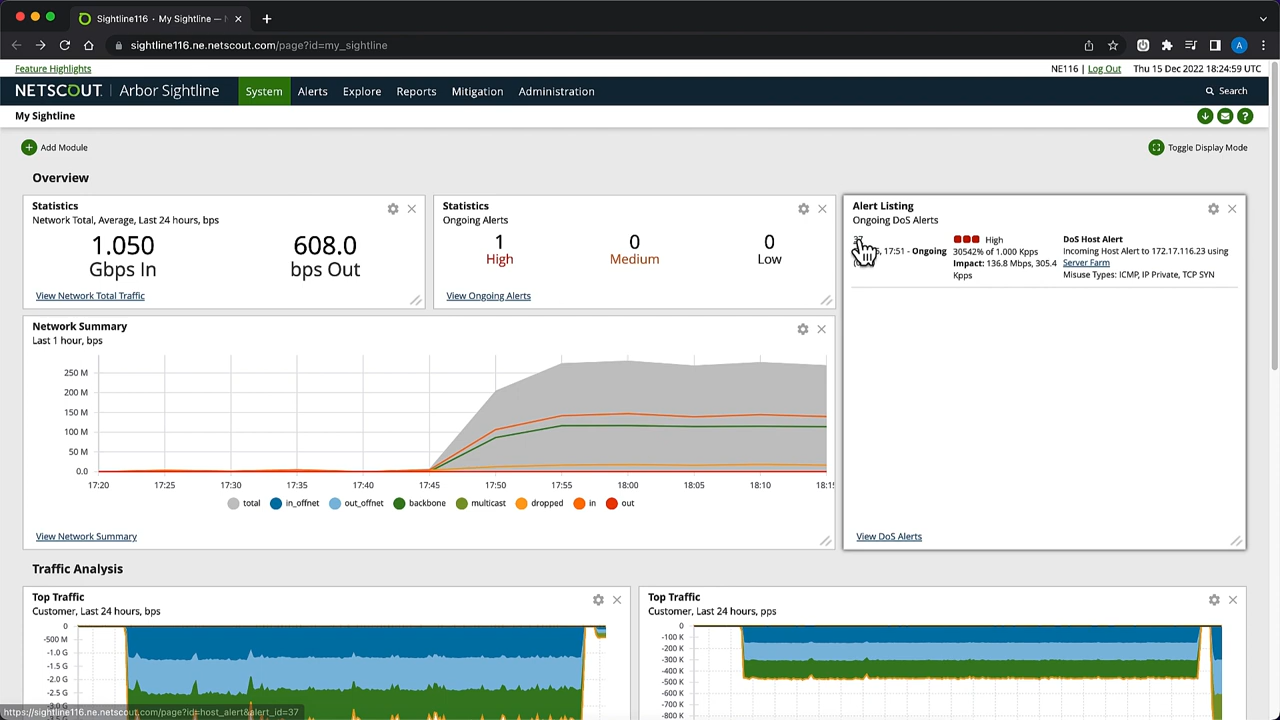 Sightline116 · My Sightline —
sightline116.ne.netscout.com/page?id=my_sightline
A
Feature Highlights
NE116 | Log Out Thu 15 Dec 2022 18:24:59 UTC
NETSCOUT. Arbor Sightline System Alerts Explore Reports Mitigation Administration Search
My Sightline
Add Module Toggle Display Mode
Overview
Statistics
Network Total, Average, Last 24 hours, bps
1.050 608.0
Gbps In bps Out
View Network Total Traffic
Statistics
Ongoing Alerts
1 0 0
High Medium Low
View Ongoing Alerts
Alert Listing
Ongoing DoS Alerts
37 High DoS Host Alert
17:51 - Ongoing 30542% of 1.000 Kpps Incoming Host Alert to 172.17.116.23 using
Impact: 136.8 Mbps, 305.4 Server Farm
Kpps Misuse Types: ICMP, IP Private, TCP SYN
View DoS Alerts
Network Summary
Last 1 hour, bps
250 M
200 M
150 M
100 M
50 M
0.0
17:20 17:25 17:30 17:35 17:40 17:45 17:50 17:55 18:00 18:05 18:10 18:15
total in_offnet out_offnet backbone multicast dropped in out
View Network Summary
Traffic Analysis
Top Traffic
Customer, Last 24 hours, bps
0
-500 M
-1.0 G
-1.5 G
-2.0 G
-2.5 G
Top Traffic
Customer, Last 24 hours, pps
0
-100 K
-200 K
-300 K
-400 K
-500 K
-600 K
-700 K
-800 K
https://sightline116.ne.netscout.com/page?id=host_alert&alert_id=37